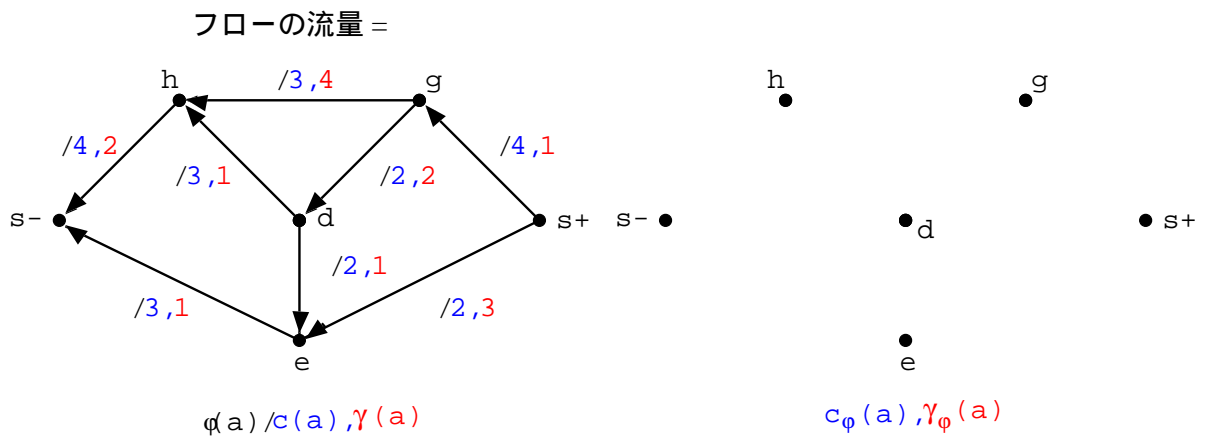 フローの流量 =
h
/3,4
g
/4,2
/3,1
/2,2
/4,1
s-
d
s+
/2,1
/3,1
/2,3
e
φ(a)/c(a),γ(a)
h
g
s-
d
s+
e
cφ(a),γφ(a)